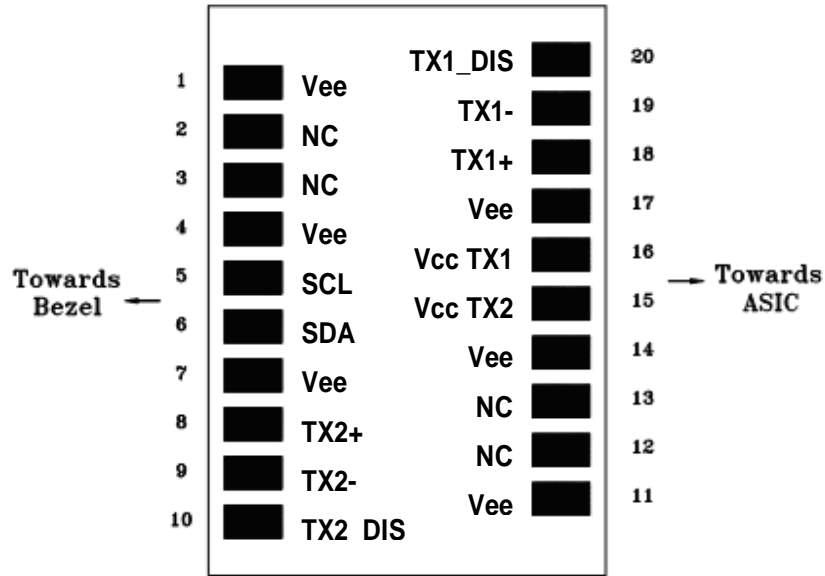 1 Vee
2 NC
3 NC
4 Vee
5 SCL
6 SDA
7 Vee
8 TX2+
9 TX2-
10 TX2 DIS
TX1_DIS 20
TX1- 19
TX1+ 18
Vee 17
Vcc TX1 16
Vcc TX2 15
Vee 14
NC 13
NC 12
Vee 11
Towards
Bezel
Towards
ASIC